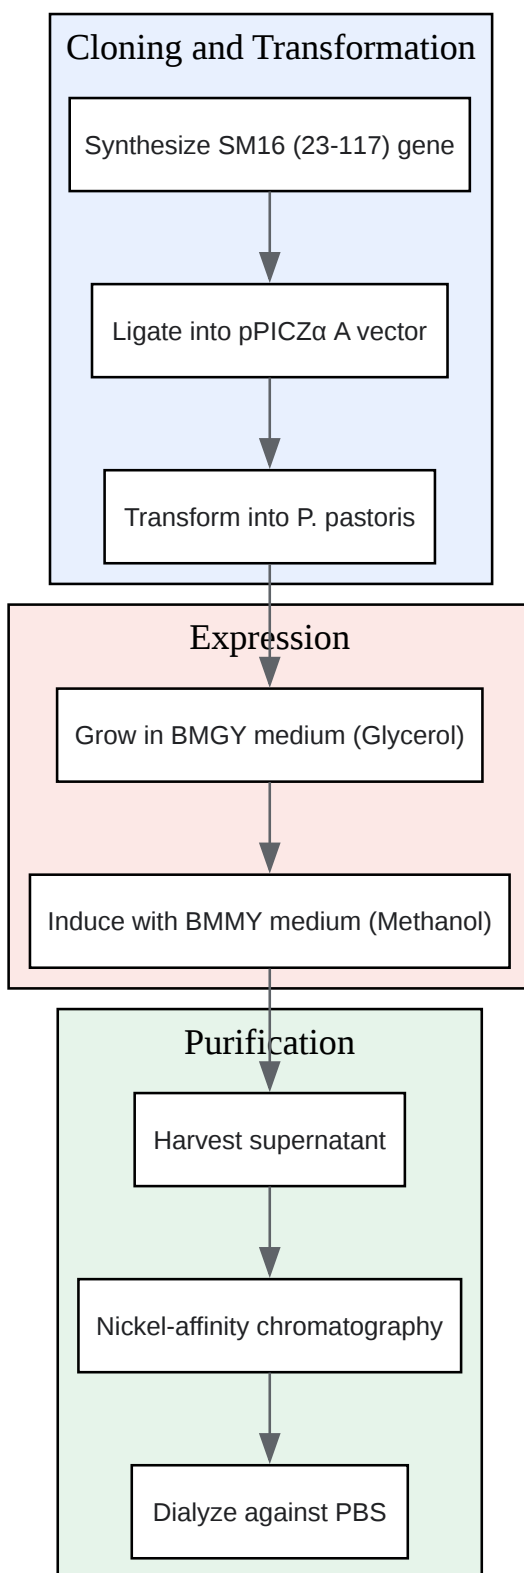 Cloning and Transformation
Synthesize SM16 (23-117) gene
Ligate into pPICZα A vector
Transform into P. pastoris
Expression
Grow in BMGY medium (Glycerol)
Induce with BMMY medium (Methanol)
Purification
Harvest supernatant
Nickel-affinity chromatography
Dialyze against PBS